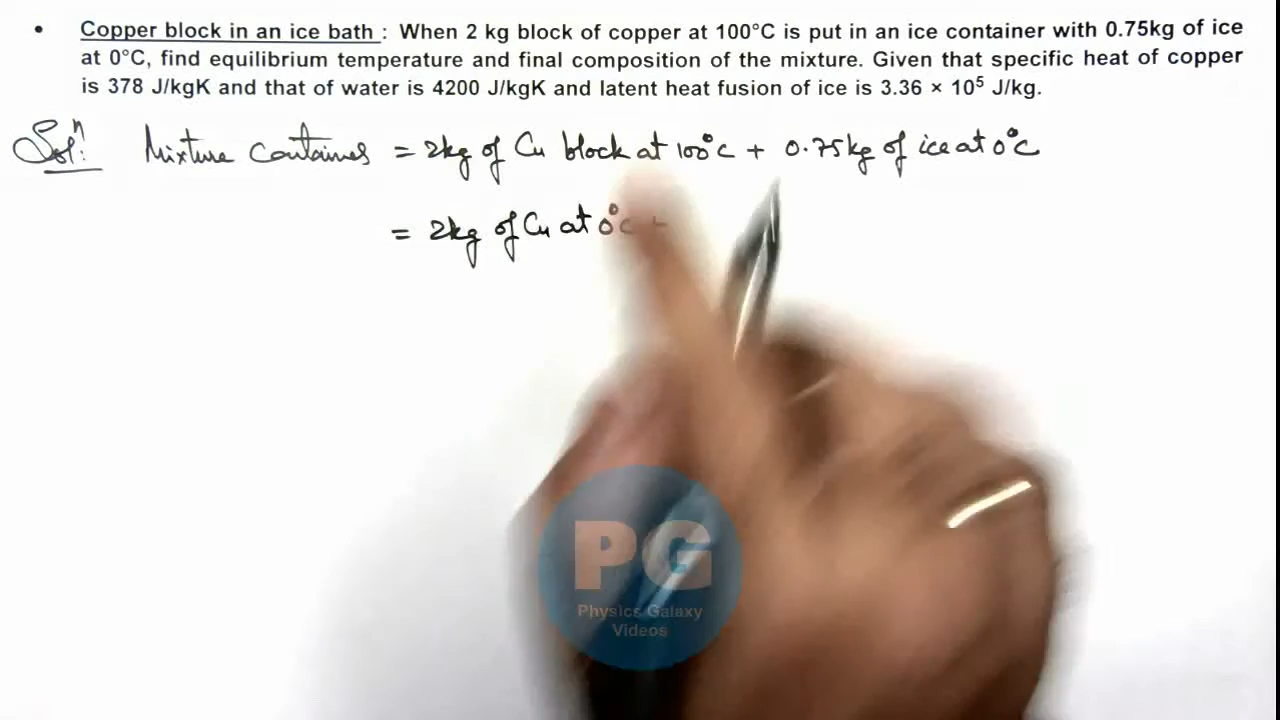 • Copper block in an ice bath : When 2 kg block of copper at 100°C is put in an ice container with 0.75kg of ice
at 0°C, find equilibrium temperature and final composition of the mixture. Given that specific heat of copper
is 378 J/kgK and that of water is 4200 J/kgK and latent heat fusion of ice is 3.36 × 10⁵ J/kg.
Solⁿ: Mixture Containes = 2kg of Cu block at 100°C + 0.75kg of ice at 0°C
= 2kg of Cu at 0°C +
PG
Physics Galaxy
Videos